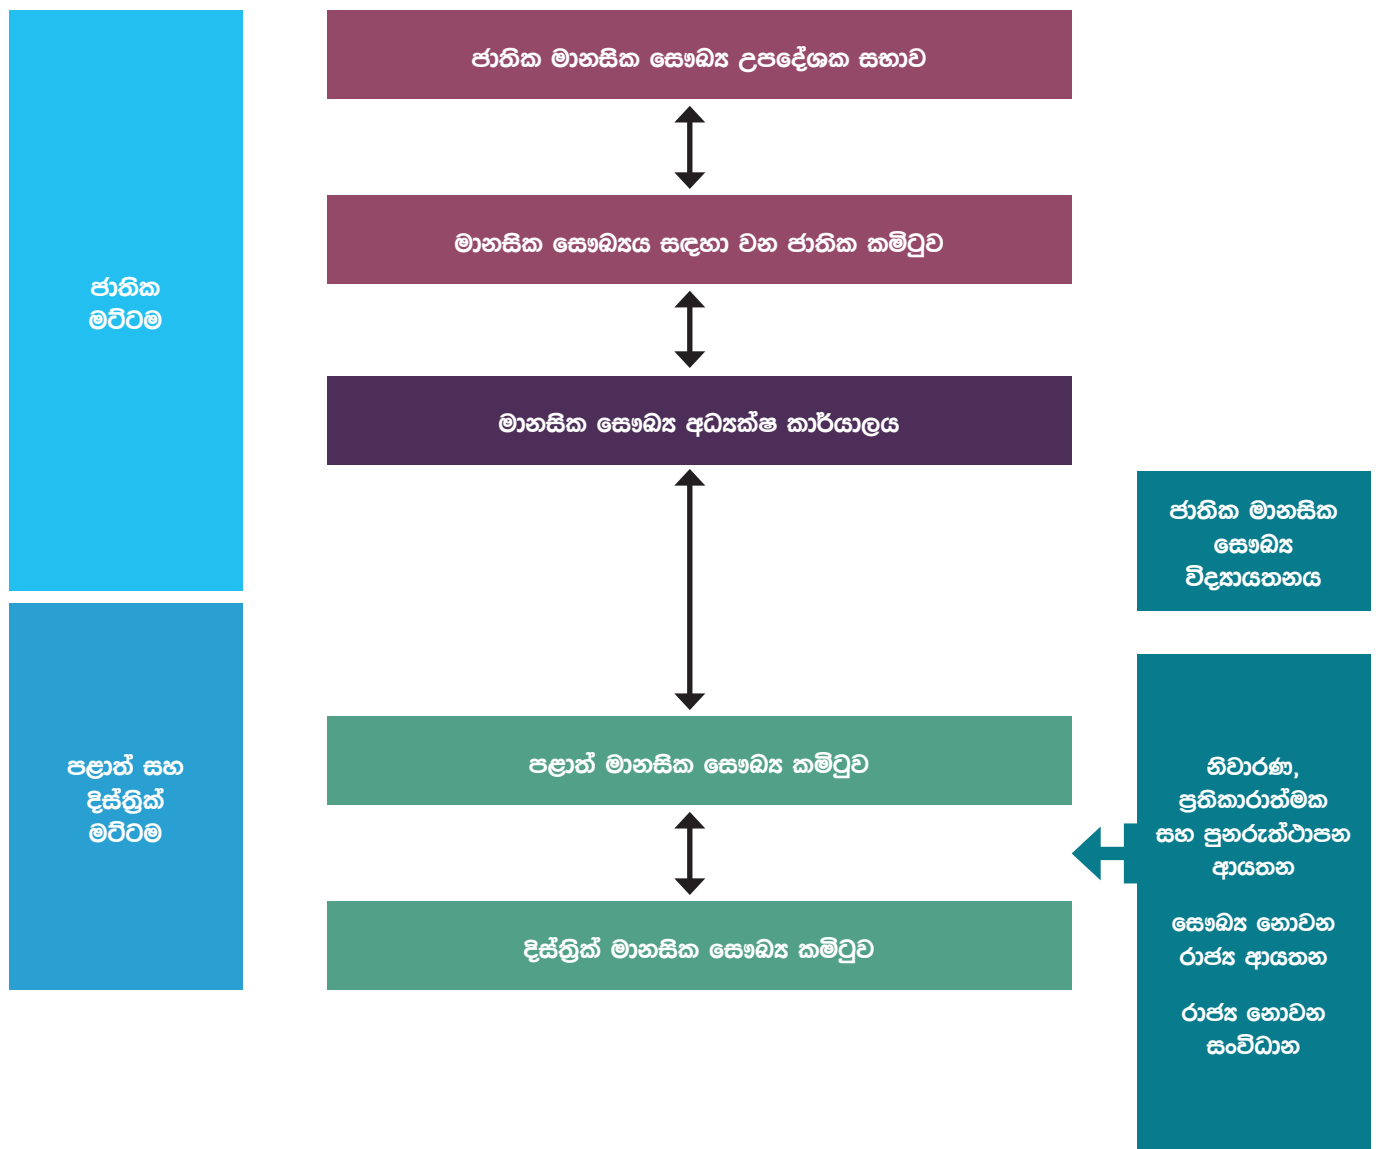 ජාතික
මට්ටම
ජාතික මානසික සෞඛ්‍ය උපදේශක සභාව
මානසික සෞඛ්‍යය සඳහා වන ජාතික කමිටුව
මානසික සෞඛ්‍ය අධ්‍යක්ෂ කාර්යාලය
ජාතික මානසික
සෞඛ්‍ය
විද්‍යායතනය
පළාත් සහ
දිස්ත්‍රික්
මට්ටම
පළාත් මානසික සෞඛ්‍ය කමිටුව
දිස්ත්‍රික් මානසික සෞඛ්‍ය කමිටුව
නිවාරණ,
ප්‍රතිකාරාත්මක
සහ පුනරුත්ථාපන
ආයතන
සෞඛ්‍ය නොවන
රාජ්‍ය ආයතන
රාජ්‍ය නොවන
සංවිධාන